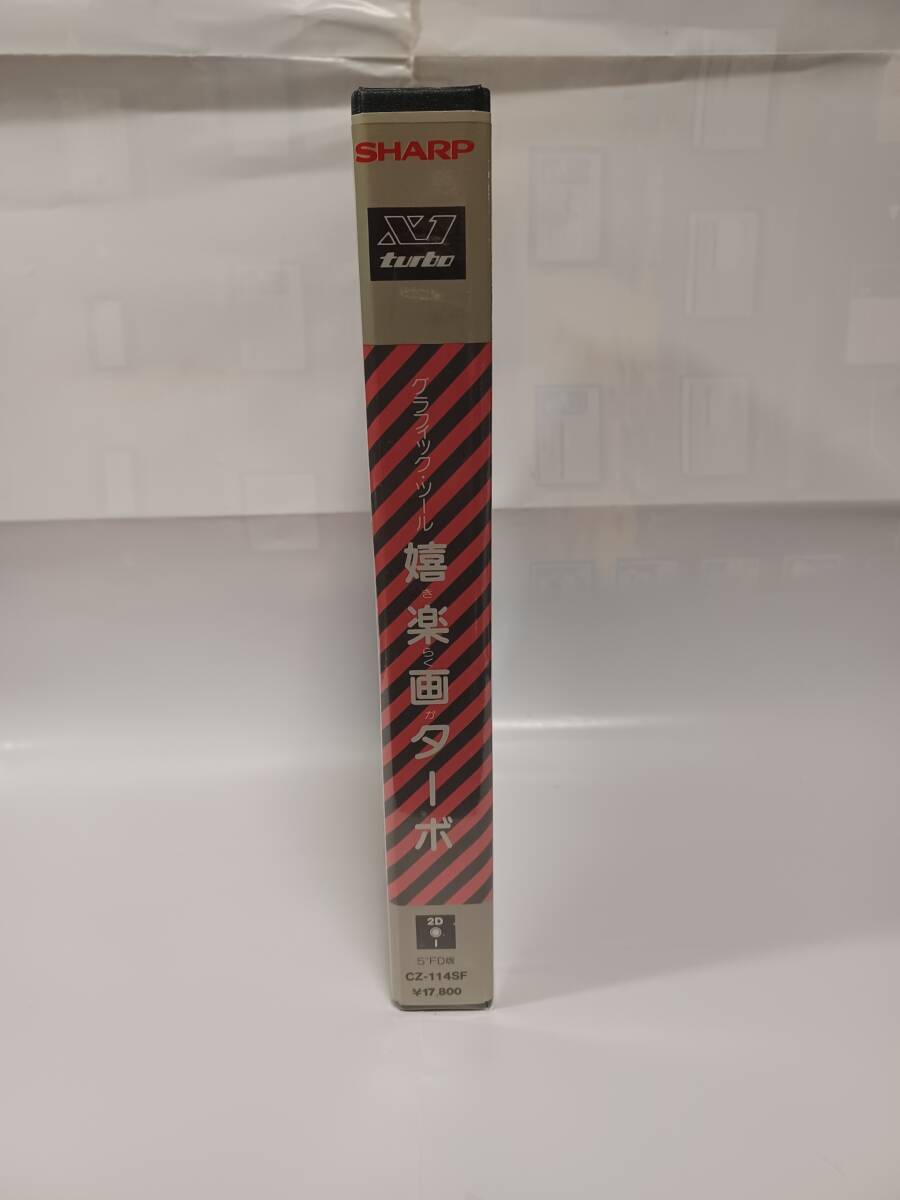 SHARP
X1
turbo
グラフィック・ツール
嬉楽画ターボ
きらくが
2D
5"FD版
CZ-114SF
¥17,800